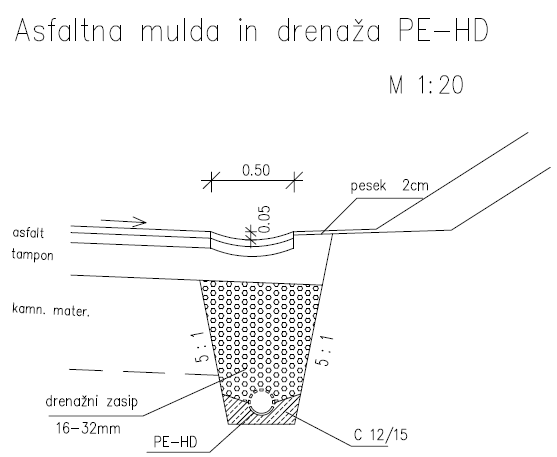 Asfaltna mulda in drenaža PE-HD
M 1:20
0.50
pesek 2cm
0.05
asfalt
tampon
kamn. mater.
5:1
5:1
drenažni zasip
16-32mm
PE-HD
C 12/15